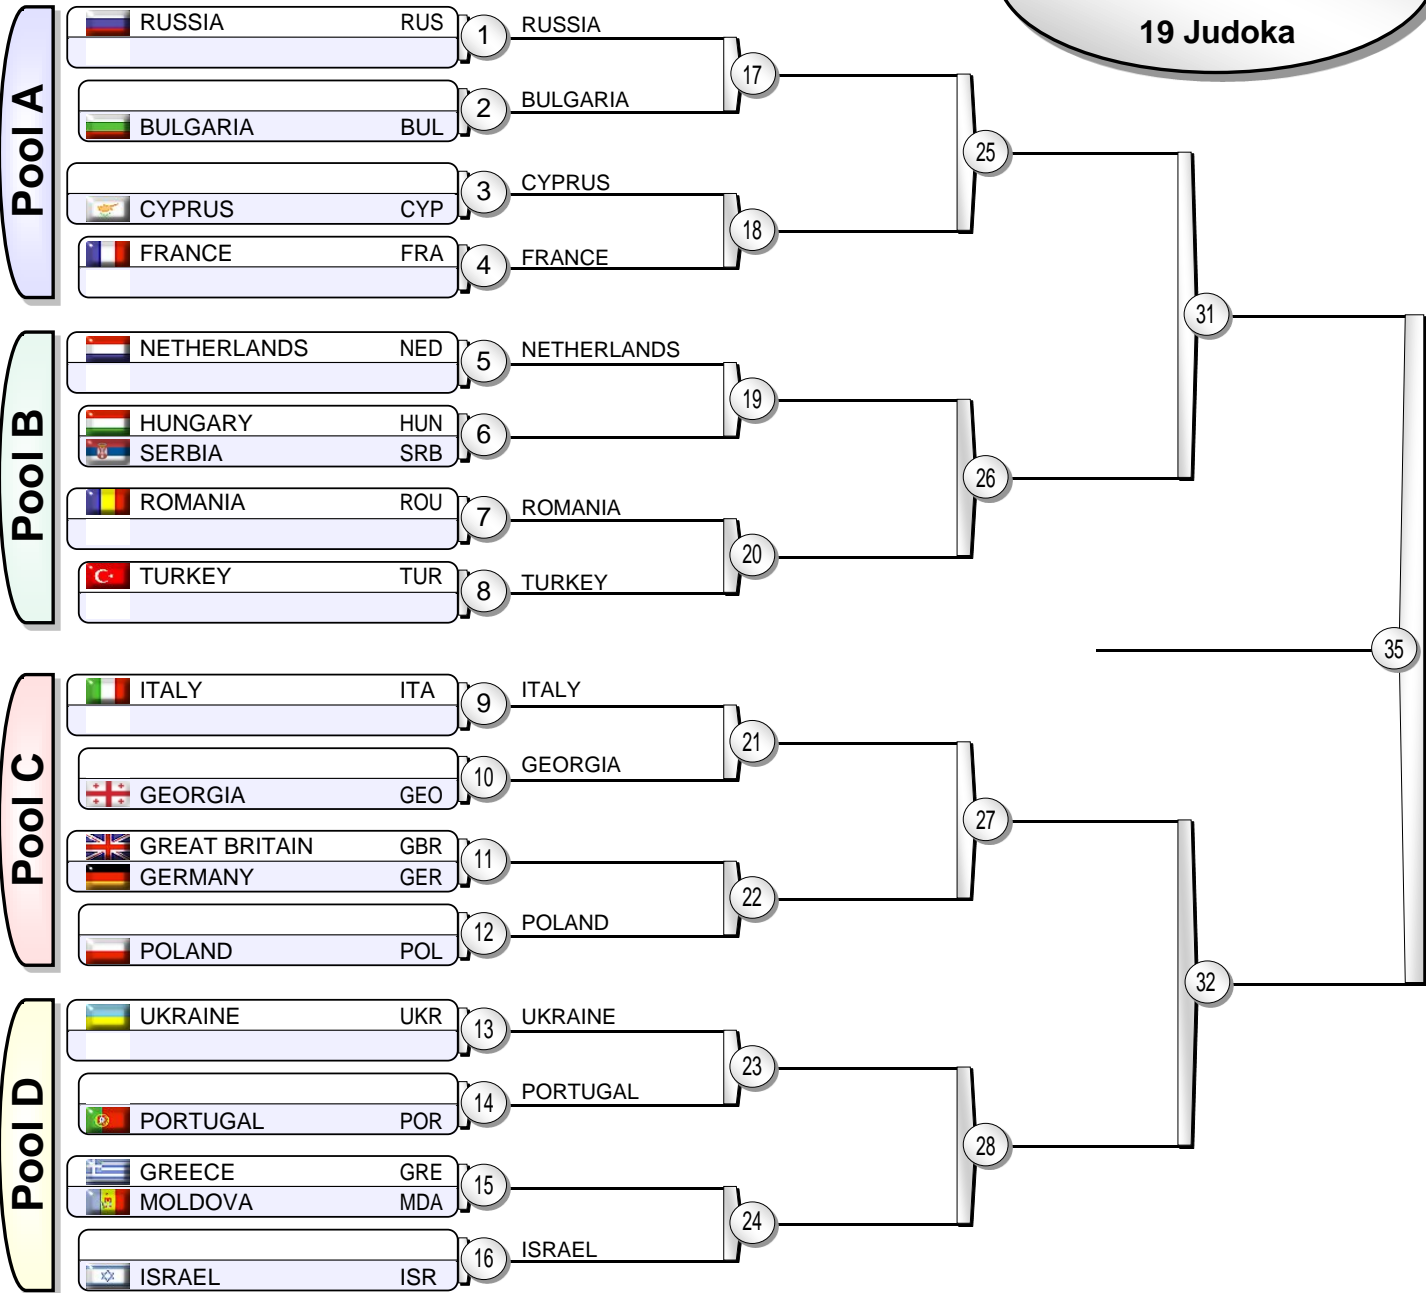 19 Judoka
Pool A
RUSSIA RUS 1 RUSSIA
17
2 BULGARIA
BULGARIA BUL
25
3 CYPRUS
CYPRUS CYP
18
FRANCE FRA 4 FRANCE
31
Pool B
NETHERLANDS NED 5 NETHERLANDS
19
HUNGARY HUN 6
SERBIA SRB
26
ROMANIA ROU 7 ROMANIA
20
TURKEY TUR 8 TURKEY
35
Pool C
ITALY ITA 9 ITALY
21
10 GEORGIA
GEORGIA GEO
27
GREAT BRITAIN GBR 11
GERMANY GER
22
12 POLAND
POLAND POL
32
Pool D
UKRAINE UKR 13 UKRAINE
23
14 PORTUGAL
PORTUGAL POR
28
GREECE GRE 15
MOLDOVA MDA
24
16 ISRAEL
ISRAEL ISR